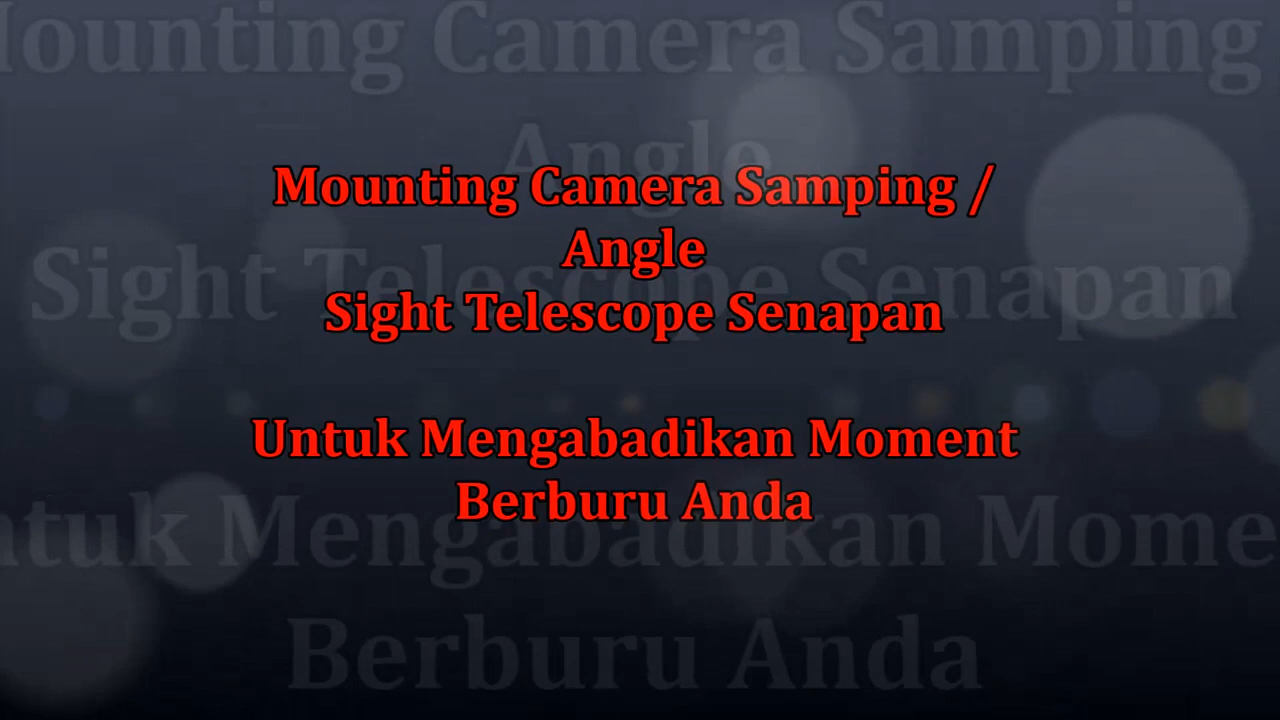 Mounting Camera Samping /
Angle
Sight Telescope Senapan
Untuk Mengabadikan Moment
Berburu Anda